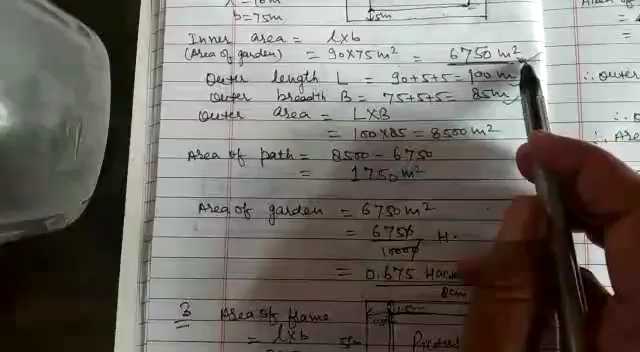 b = 75m
5m
Inner area = l×b
(Area of garden) = 90×75 m² = 6750 m²
Outer length L = 90+5+5 = 100 m
Outer breadth B = 75+5+5 = 85m
Outer area = L×B
= 100×85 = 8500 m²
Area of path = 8500 - 6750
= 1750 m²
Area of garden = 6750 m²
= 6750/10000 H.
= 0.675
8cm
3 Area of frame
= l×b